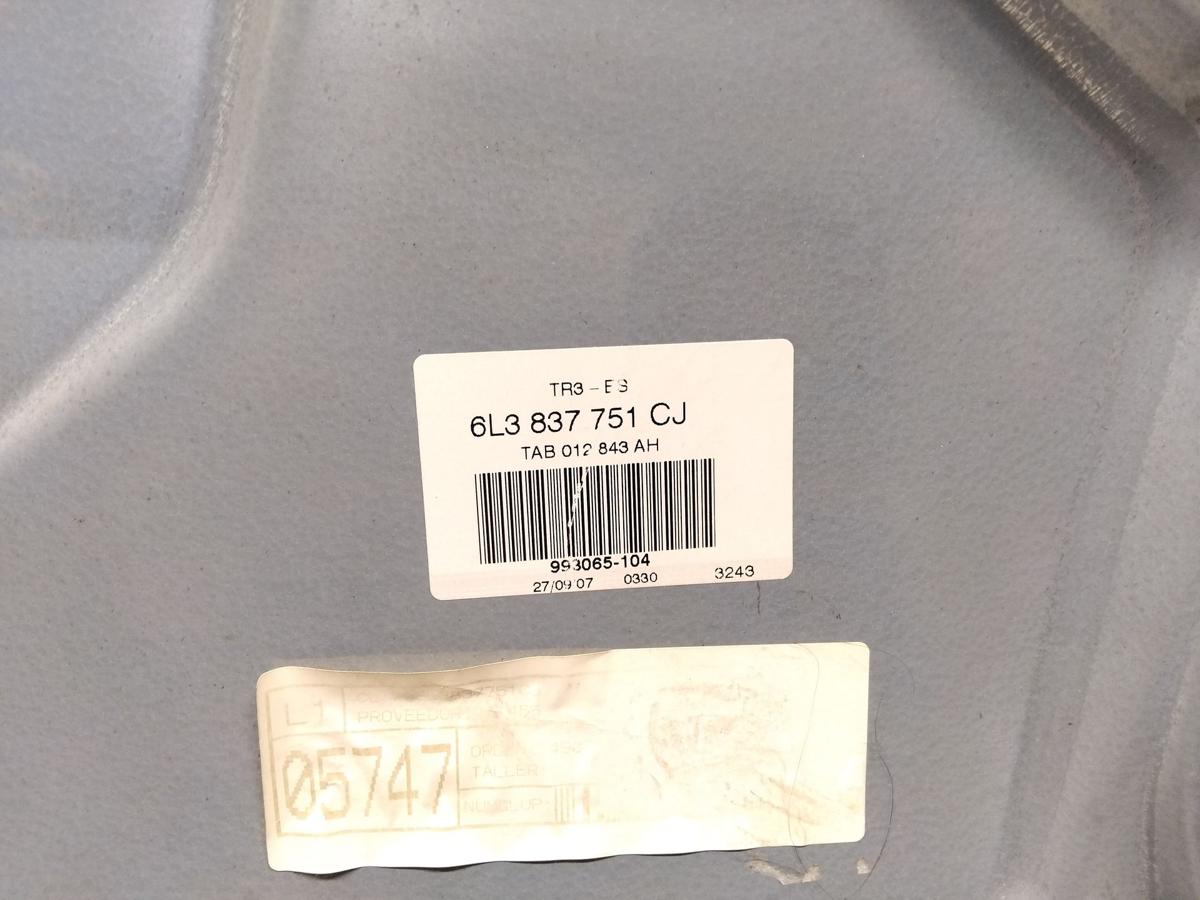 TR3 - ES
6L3 837 751 CJ
TAB 012 843 AH
993065-104
27/09/07 0330 3243
L1
PROVEEDOR
05747
TALLER